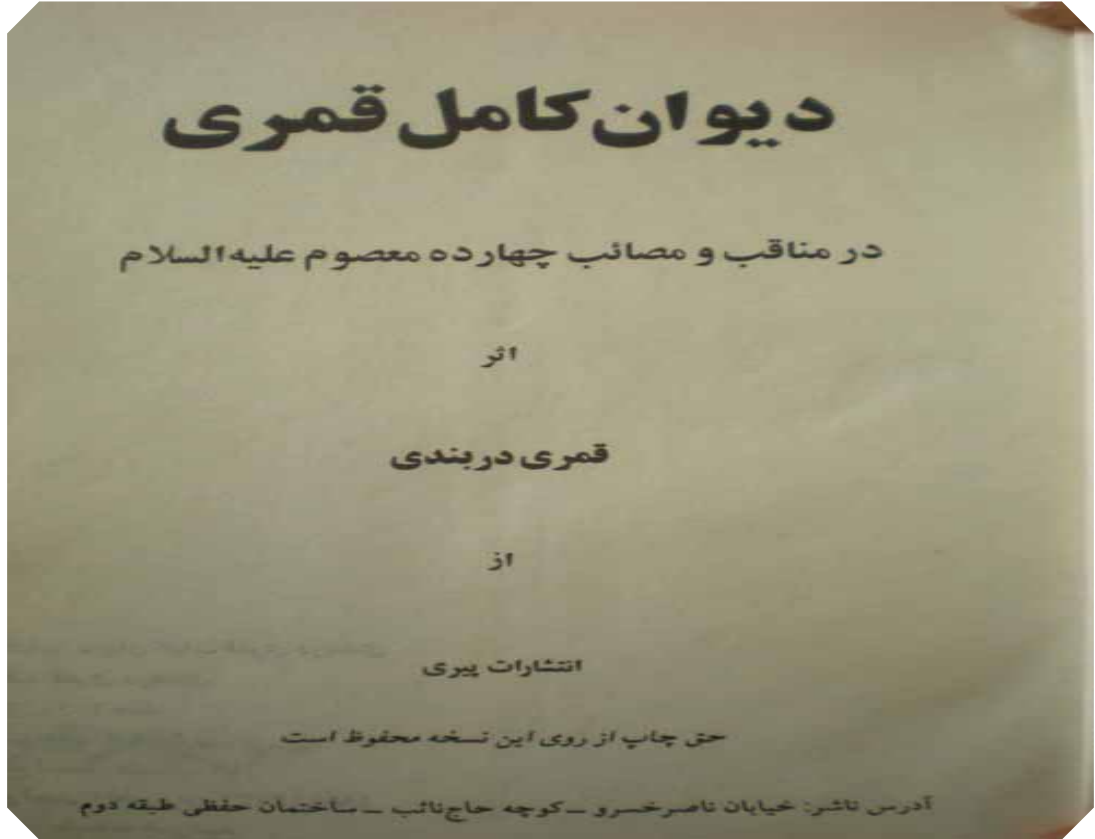 دیوان کامل قمری
در مناقب و مصائب چهارده معصوم علیه‌السلام
اثر
قمری دربندی
از
انتشارات پیری
حق چاپ از روی این نسخه محفوظ است
آدرس ناشر: خیابان ناصرخسرو ـ کوچه حاج‌نائب ـ ساختمان حفظی طبقه دوم